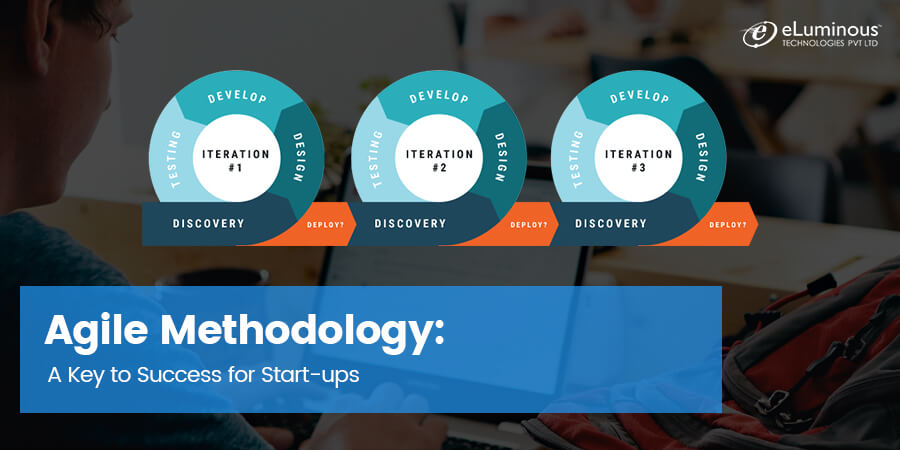 eLuminous™
TECHNOLOGIES PVT LTD
DEVELOP
TESTING
ITERATION
#1
DESIGN
DISCOVERY
DEPLOY?
DEVELOP
TESTING
ITERATION
#2
DESIGN
DISCOVERY
DEPLOY?
DEVELOP
TESTING
ITERATION
#3
DESIGN
DISCOVERY
DEPLOY?
Agile Methodology:
A Key to Success for Start-ups